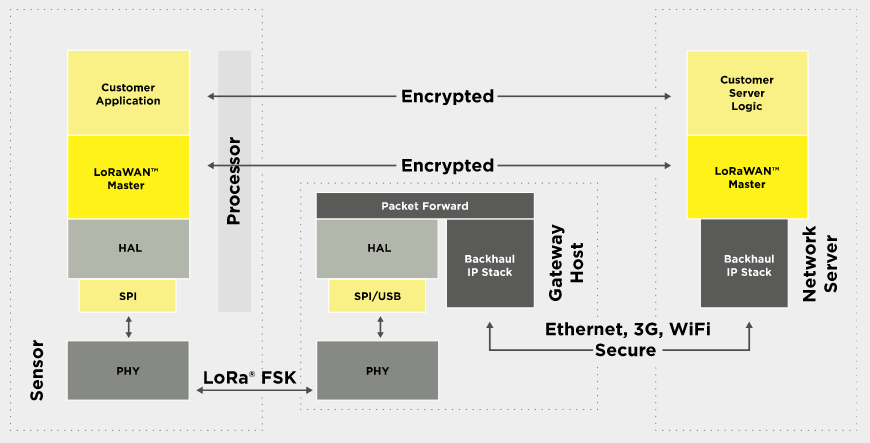 Customer
Application
LoRaWAN™
Master
HAL
SPI
PHY
Sensor
Processor
Encrypted
Encrypted
LoRa® FSK
Packet Forward
HAL
SPI/USB
PHY
Backhaul
IP Stack
Gateway
Host
Ethernet, 3G, WiFi
Secure
Customer
Server
Logic
LoRaWAN™
Master
Backhaul
IP Stack
Network
Server